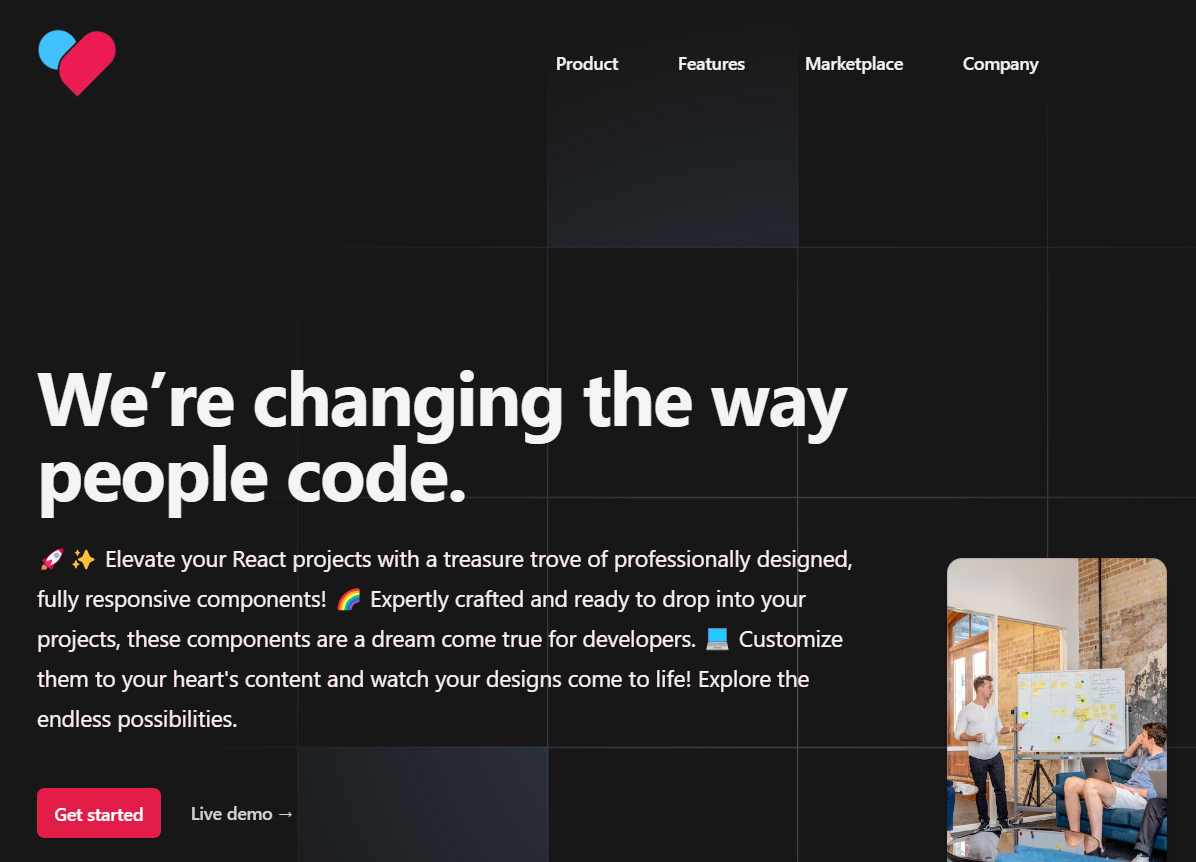 Product Features Marketplace Company
We’re changing the way
people code.
🚀 ✨ Elevate your React projects with a treasure trove of professionally designed,
fully responsive components! 🌈 Expertly crafted and ready to drop into your
projects, these components are a dream come true for developers. 💻 Customize
them to your heart's content and watch your designs come to life! Explore the
endless possibilities.
Get started Live demo →